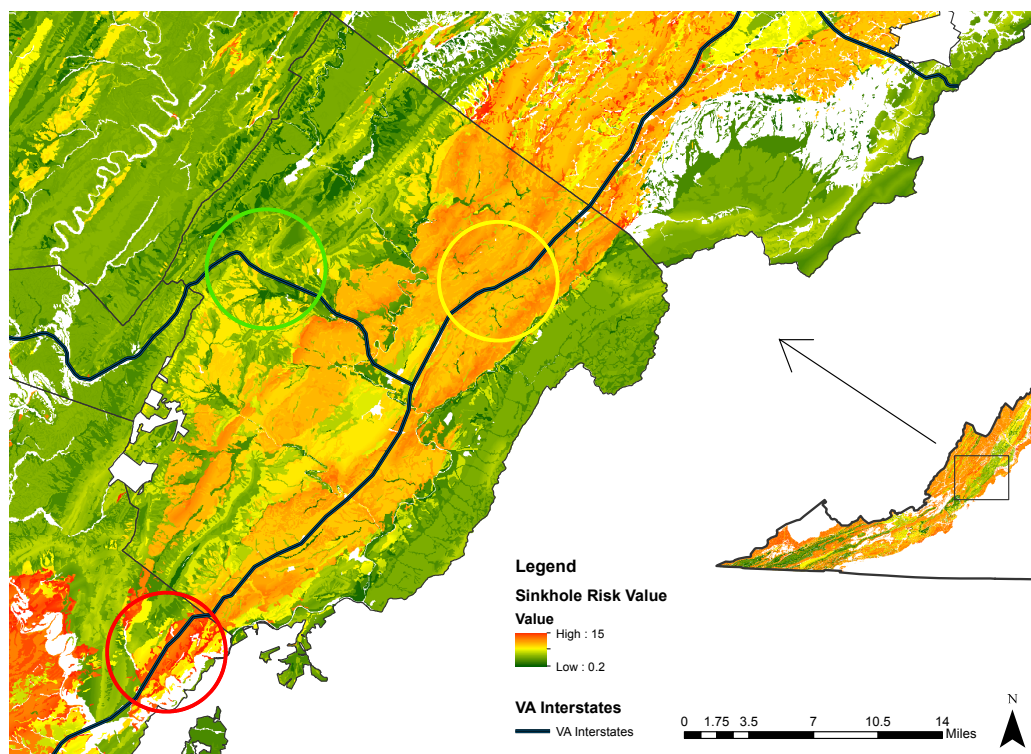 Legend
Sinkhole Risk Value
Value
High : 15
Low : 0.2
VA Interstates
VA Interstates
N
0 1.75 3.5 7 10.5 14
Miles